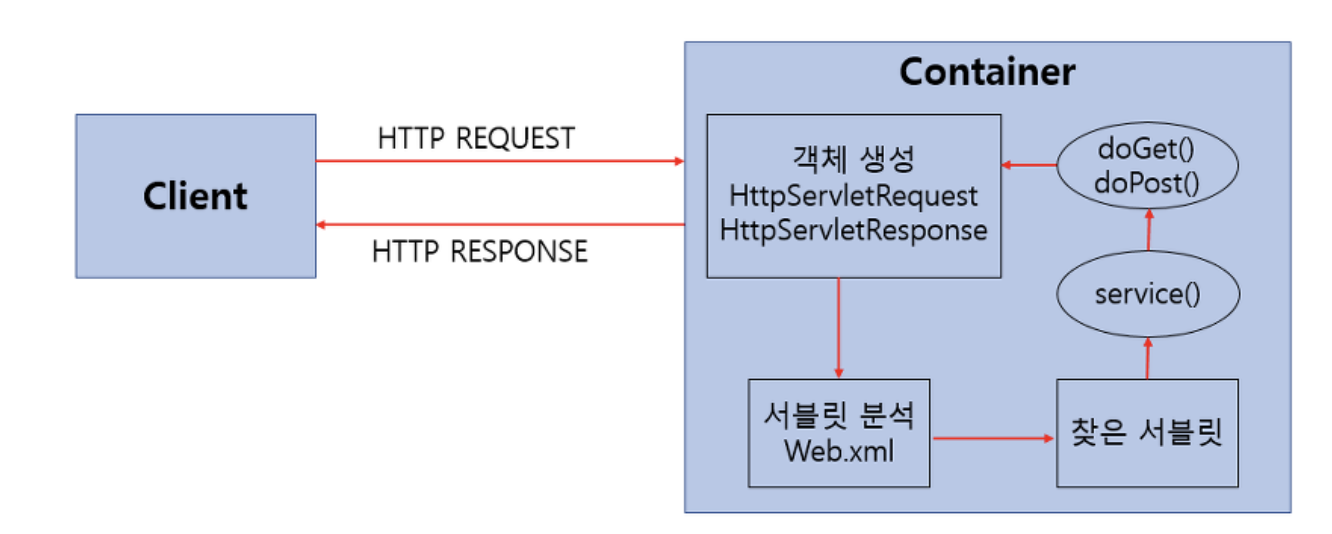 Container
Client
HTTP REQUEST
HTTP RESPONSE
객체 생성
HttpServletRequest
HttpServletResponse
서블릿 분석
Web.xml
찾은 서블릿
service()
doGet()
doPost()